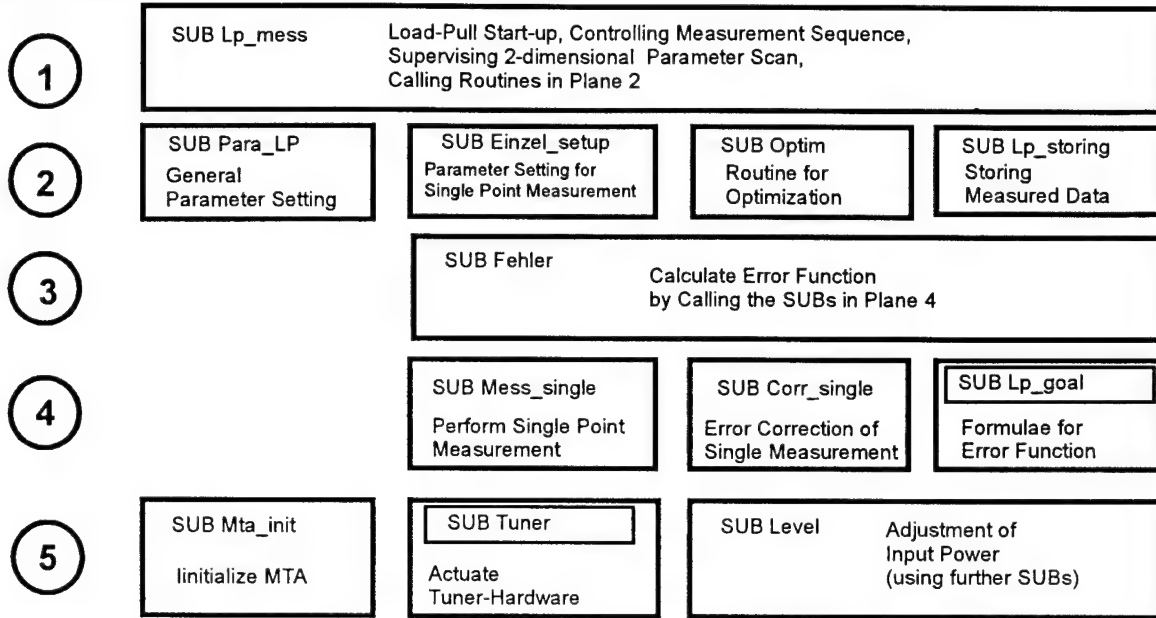 1
SUB Lp_mess
Load-Pull Start-up, Controlling Measurement Sequence,
Supervising 2-dimensional Parameter Scan,
Calling Routines in Plane 2
2
SUB Para_LP
General
Parameter Setting
SUB Einzel_setup
Parameter Setting for
Single Point Measurement
SUB Optim
Routine for
Optimization
SUB Lp_storing
Storing
Measured Data
3
SUB Fehler
Calculate Error Function
by Calling the SUBs in Plane 4
4
SUB Mess_single
Perform Single Point
Measurement
SUB Corr_single
Error Correction of
Single Measurement
SUB Lp_goal
Formulae for
Error Function
5
SUB Mta_init
Iinitialize MTA
SUB Tuner
Actuate
Tuner-Hardware
SUB Level
Adjustment of
Input Power
(using further SUBs)